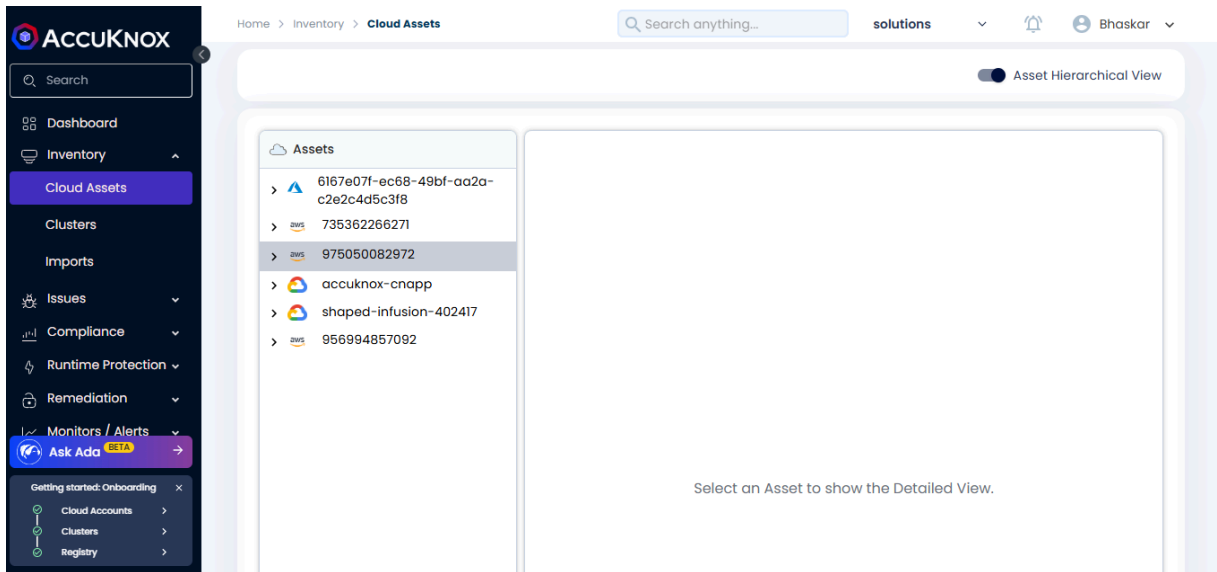 ACCUKNOX
Home > Inventory > Cloud Assets
Search anything...
solutions
Bhaskar
Search
Dashboard
Inventory
Cloud Assets
Clusters
Imports
Issues
Compliance
Runtime Protection
Remediation
Monitors / Alerts
Ask Ada BETA
Getting started: Onboarding
Cloud Accounts
Clusters
Registry
Asset Hierarchical View
Assets
6167e07f-ec68-49bf-aa2a-
c2e2c4d5c3f8
aws 735362266271
aws 975050082972
accuknox-cnapp
shaped-infusion-402417
aws 956994857092
Select an Asset to show the Detailed View.